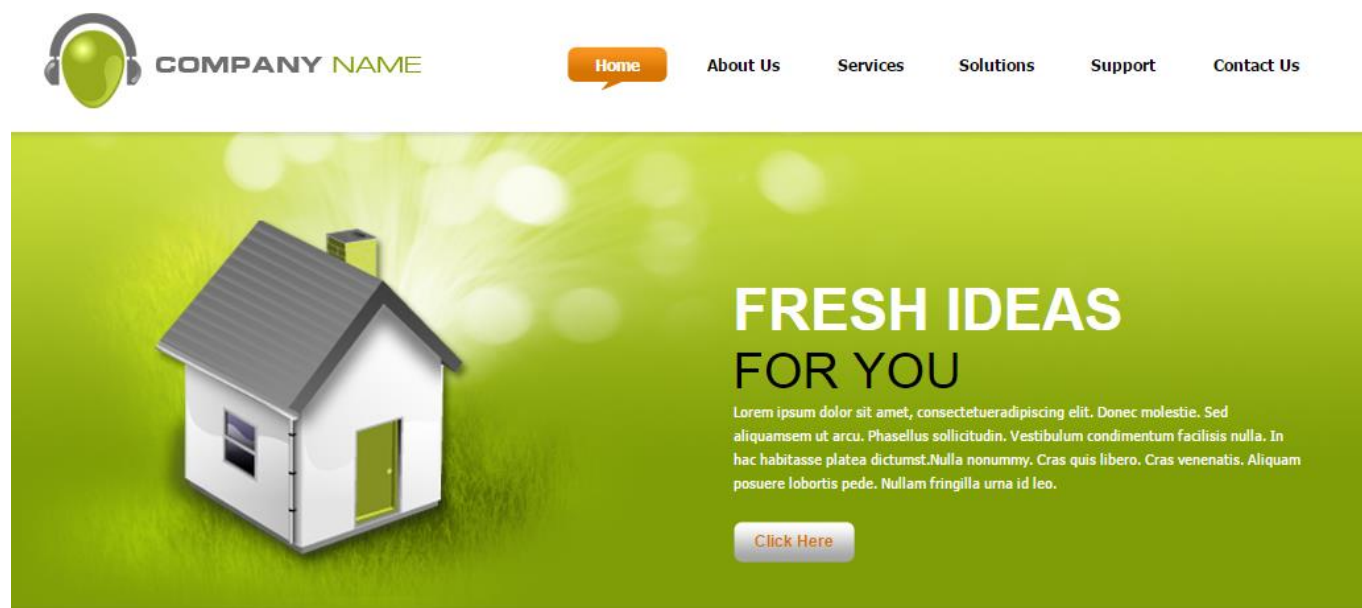 COMPANY NAME
Home About Us Services Solutions Support Contact Us
FRESH IDEAS
FOR YOU
Lorem ipsum dolor sit amet, consectetueradipiscing elit. Donec molestie. Sed
aliquamsem ut arcu. Phasellus sollicitudin. Vestibulum condimentum facilisis nulla. In
hac habitasse platea dictumst.Nulla nonummy. Cras quis libero. Cras venenatis. Aliquam
posuere lobortis pede. Nullam fringilla urna id leo.
Click Here